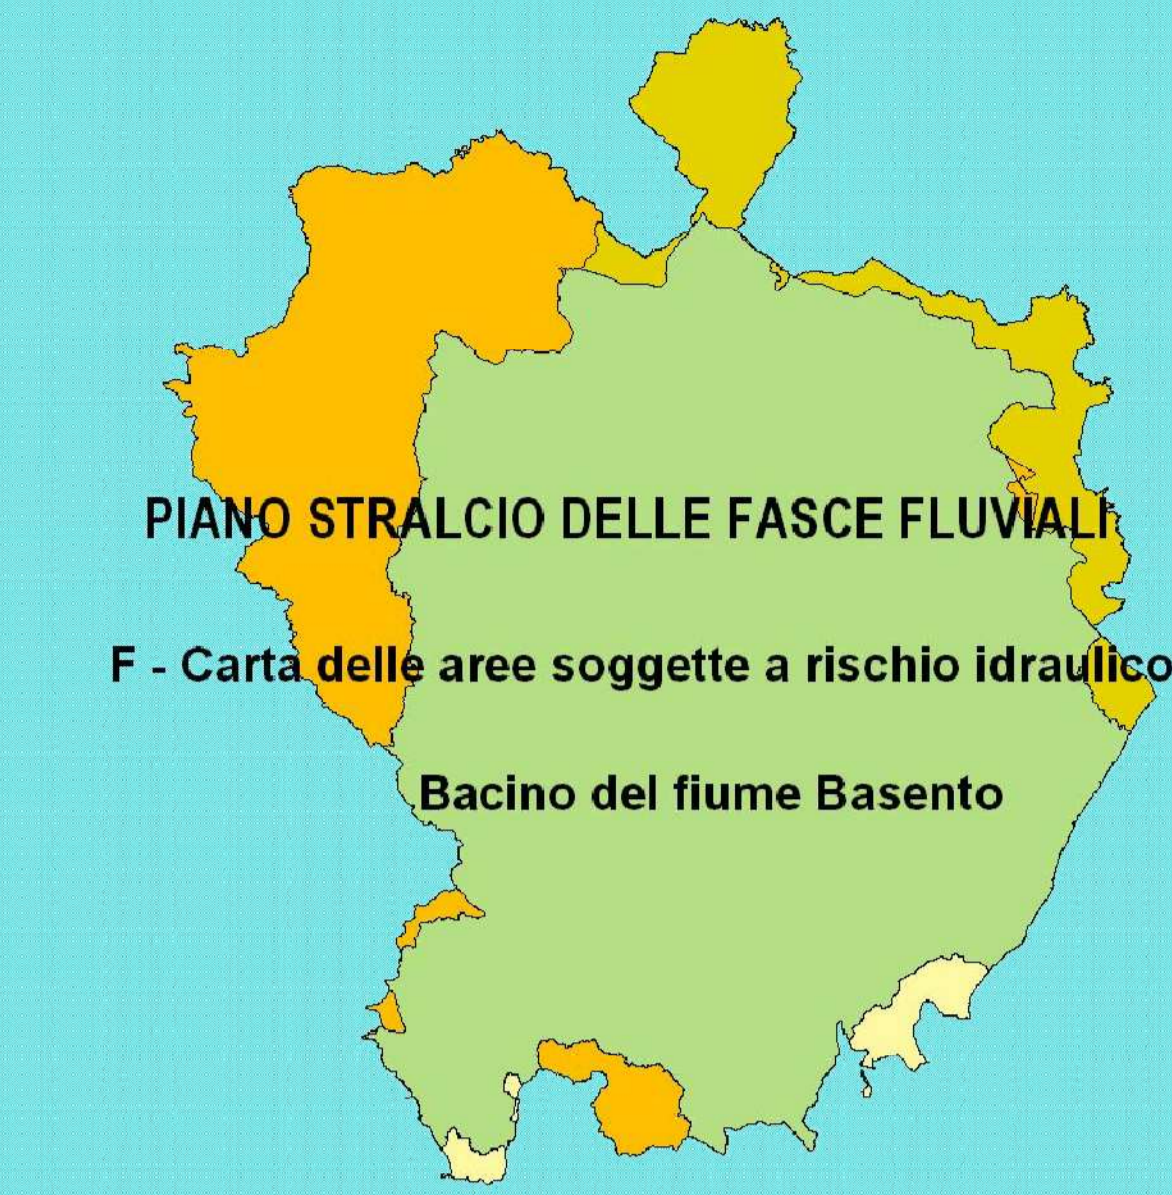 PIANO STRALCIO DELLE FASCE FLUVIALI
F - Carta delle aree soggette a rischio idraulico
Bacino del fiume Basento